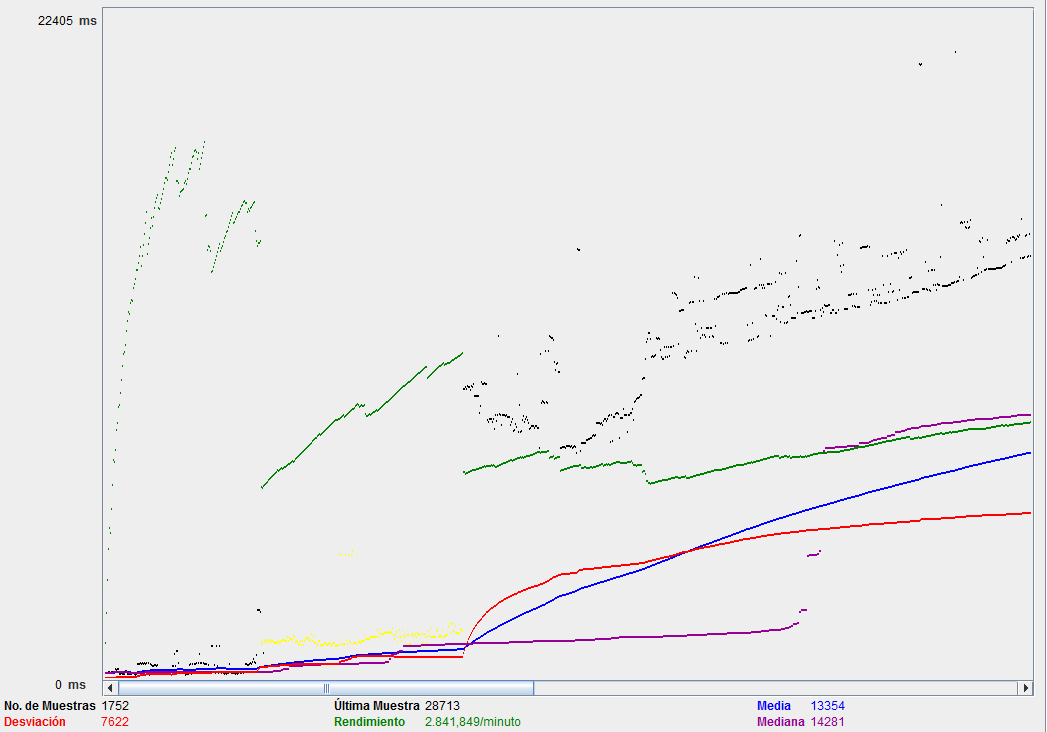 22405 ms
0 ms
No. de Muestras 1752 Última Muestra 28713 Media 13354
Desviación 7622 Rendimiento 2.841,849/minuto Mediana 14281